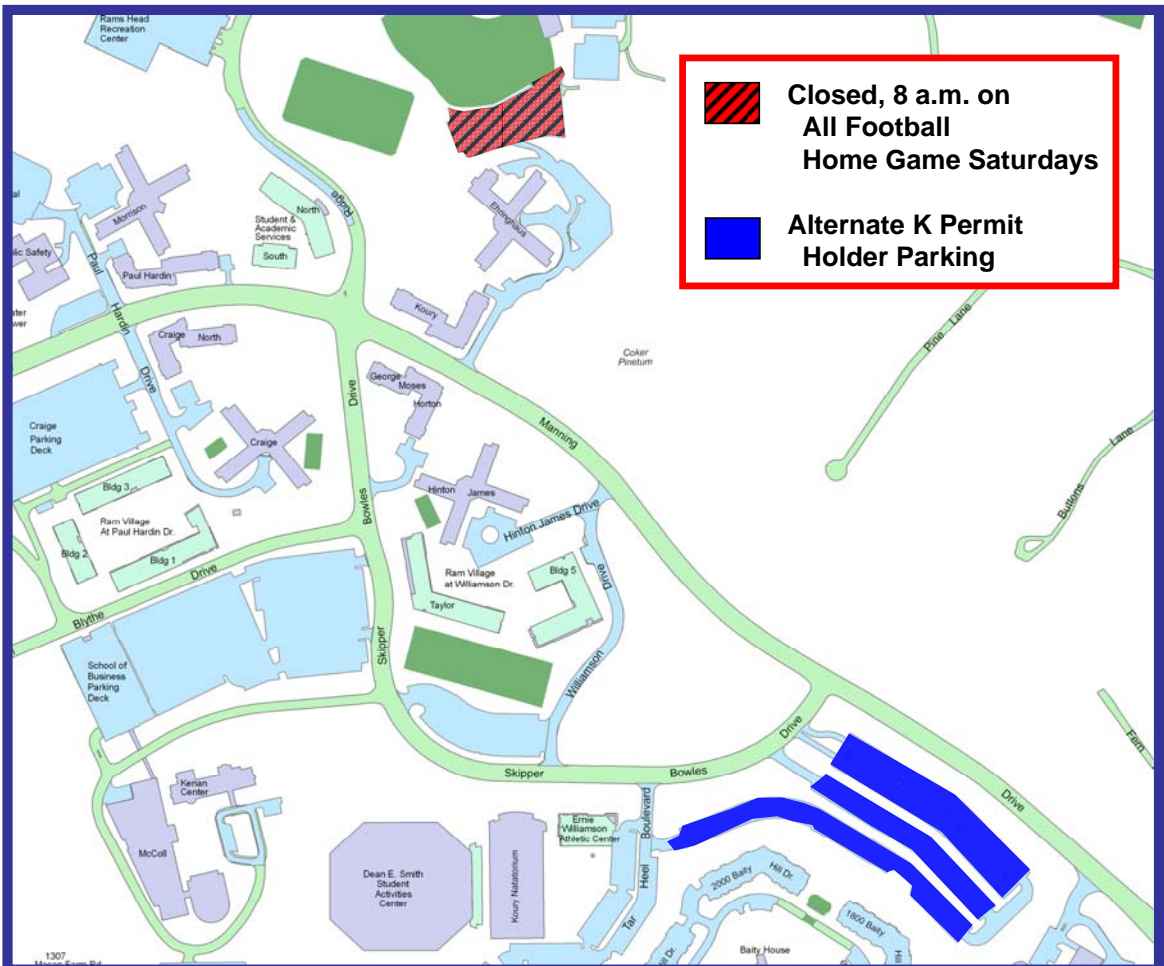 Rams Head
Recreation
Center
Closed, 8 a.m. on
All Football
Home Game Saturdays
Alternate K Permit
Holder Parking
Ridge
Morrison
North
Student &
Academic
Services
South
Ehringhaus
Paul Hardin
Paul
Hardin
Drive
Koury
Craige
North
Coker
Pinetum
Pine Lane
George
Moses
Horton
Drive
Manning
Craige
Parking
Deck
Craige
Buttons
Lane
Bldg 3
Hinton
James
Bowles
Ram Village
At Paul Hardin Dr.
Hinton James Drive
Bldg 2
Bldg 1
Drive
Blythe
Ram Village
at Williamson Dr.
Bldg 5
Drive
Taylor
Skipper
Williamson
School of
Business
Parking
Deck
Drive
Fern
Skipper
Bowles
Drive
Kenan
Center
Boulevard
Heel
Tar
Ernie
Williamson
Athletic Center
McColl
Dean E. Smith
Student
Activities
Center
Koury Natatorium
2000 Baity
Hill Dr.
1800 Baity
Hill
Hill Dr.
Baity House
1307